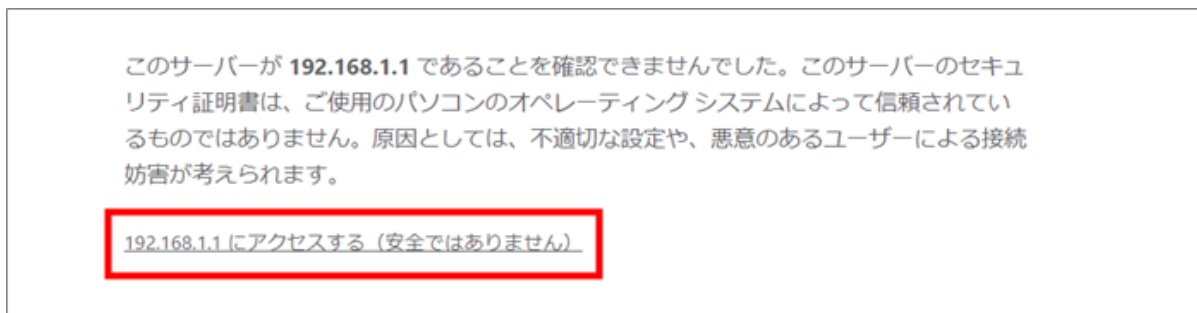 このサーバーが 192.168.1.1 であることを確認できませんでした。このサーバーのセキュ
リティ証明書は、ご使用のパソコンのオペレーティング システムによって信頼されてい
るものではありません。原因としては、不適切な設定や、悪意のあるユーザーによる接続
妨害が考えられます。
192.168.1.1 にアクセスする（安全ではありません）